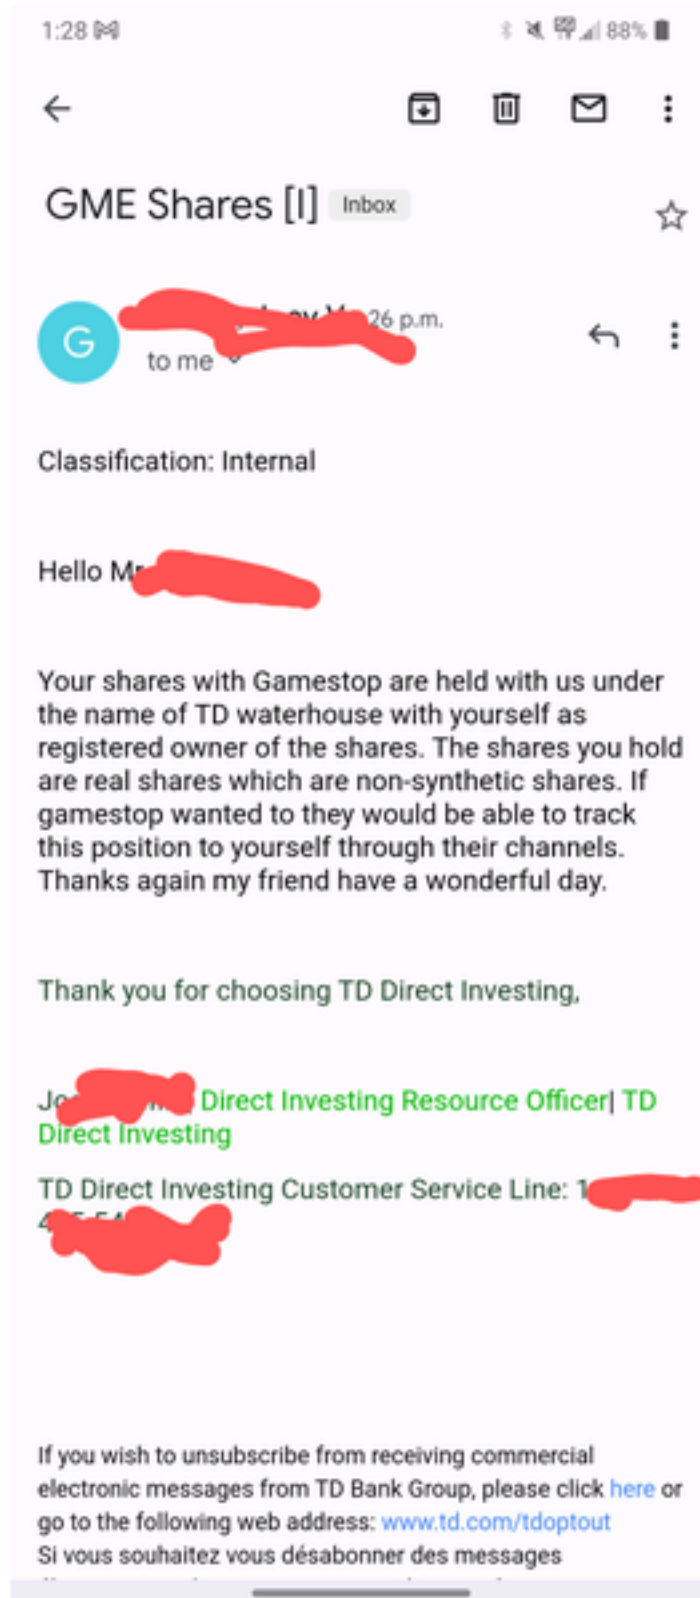 1:28
88%
GME Shares [I] Inbox
G
26 p.m.
to me
Classification: Internal
Hello Mr
Your shares with Gamestop are held with us under
the name of TD waterhouse with yourself as
registered owner of the shares. The shares you hold
are real shares which are non-synthetic shares. If
gamestop wanted to they would be able to track
this position to yourself through their channels.
Thanks again my friend have a wonderful day.
Thank you for choosing TD Direct Investing,
Direct Investing Resource Officer| TD
Direct Investing
TD Direct Investing Customer Service Line: 1
If you wish to unsubscribe from receiving commercial
electronic messages from TD Bank Group, please click here or
go to the following web address: www.td.com/tdoptout
Si vous souhaitez vous désabonner des messages